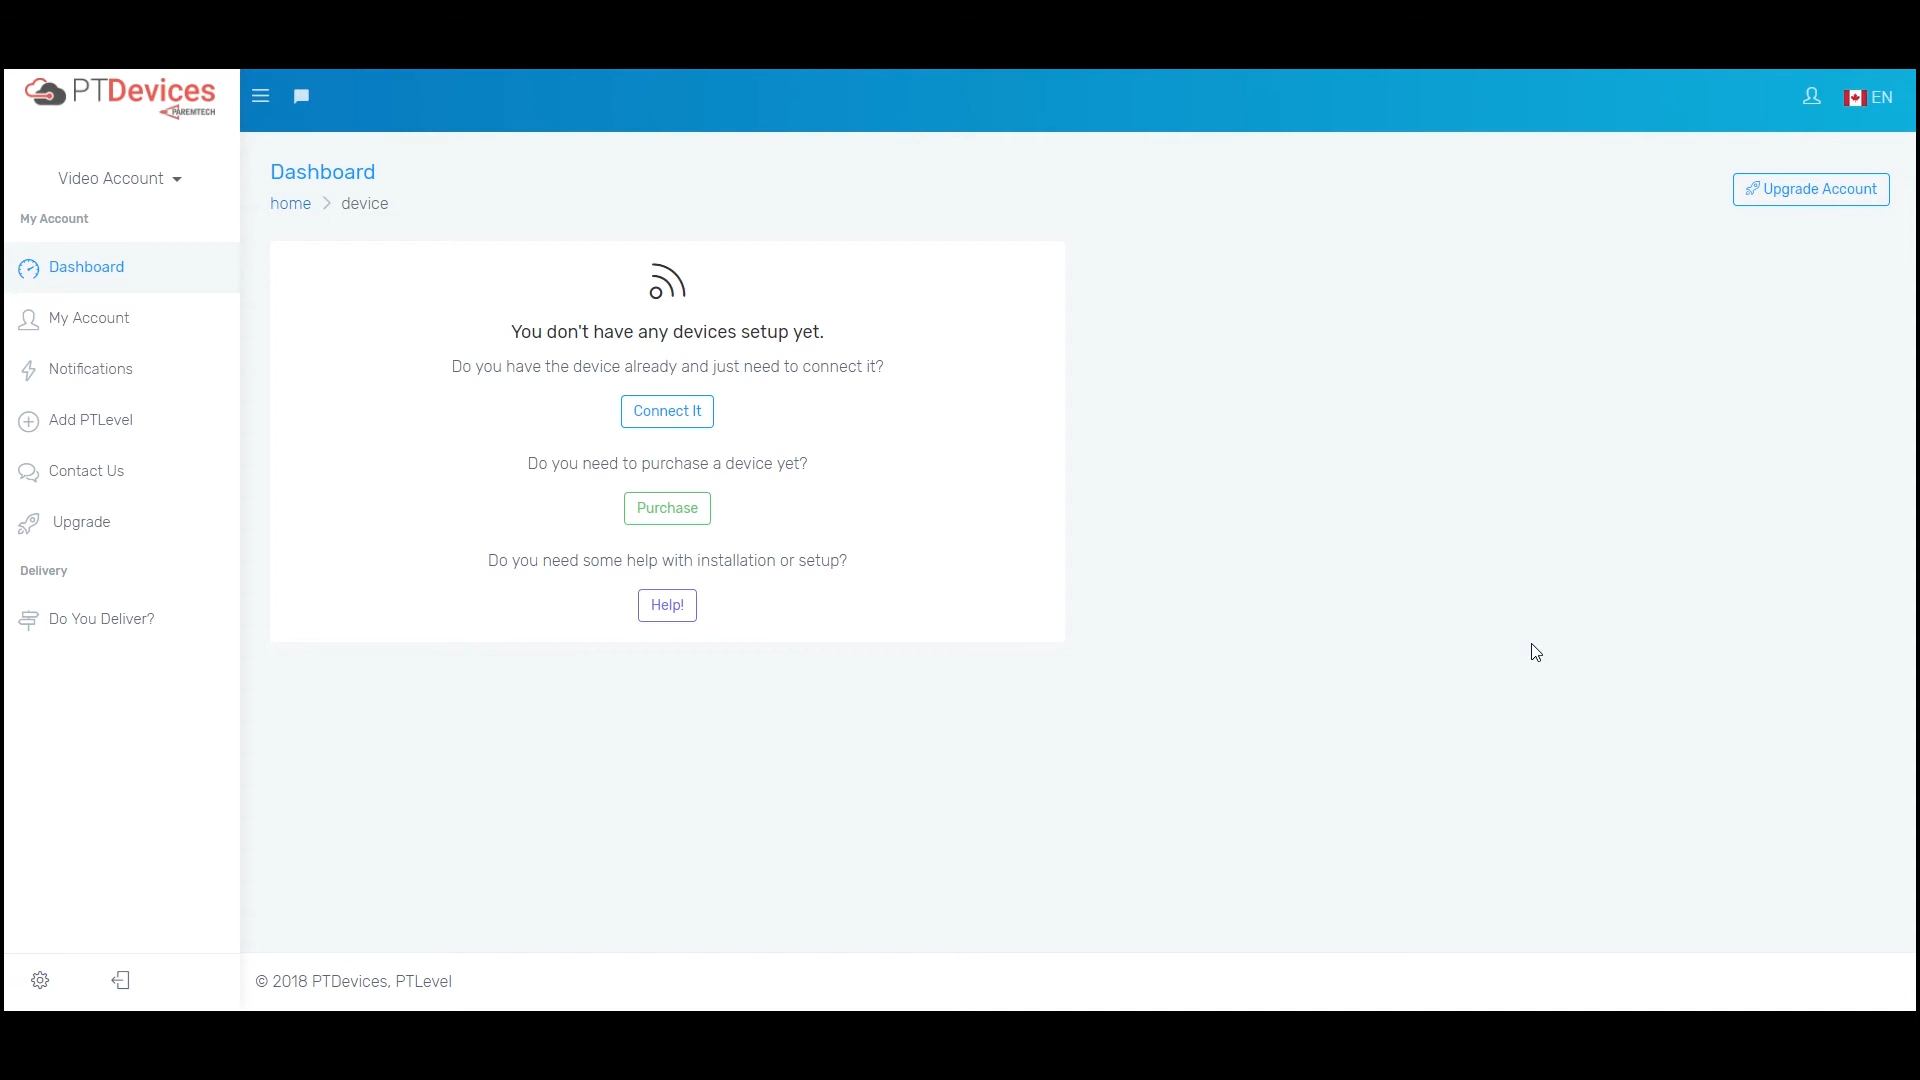 PTDevices
PAREMTECH
EN
Video Account
My Account
Dashboard
My Account
Notifications
Add PTLevel
Contact Us
Upgrade
Delivery
Do You Deliver?
Dashboard
home > device
Upgrade Account
You don't have any devices setup yet.
Do you have the device already and just need to connect it?
Connect It
Do you need to purchase a device yet?
Purchase
Do you need some help with installation or setup?
Help!
© 2018 PTDevices, PTLevel